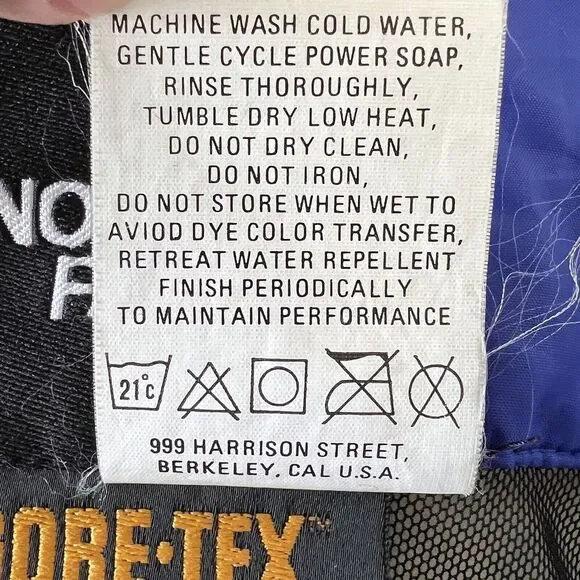 MACHINE WASH COLD WATER,
GENTLE CYCLE POWER SOAP,
RINSE THOROUGHLY,
TUMBLE DRY LOW HEAT,
DO NOT DRY CLEAN,
DO NOT IRON,
DO NOT STORE WHEN WET TO
AVIOD DYE COLOR TRANSFER,
RETREAT WATER REPELLENT
FINISH PERIODICALLY
TO MAINTAIN PERFORMANCE
21°C
999 HARRISON STREET,
BERKELEY, CAL U.S.A.
NO
F
GORE-TEX™